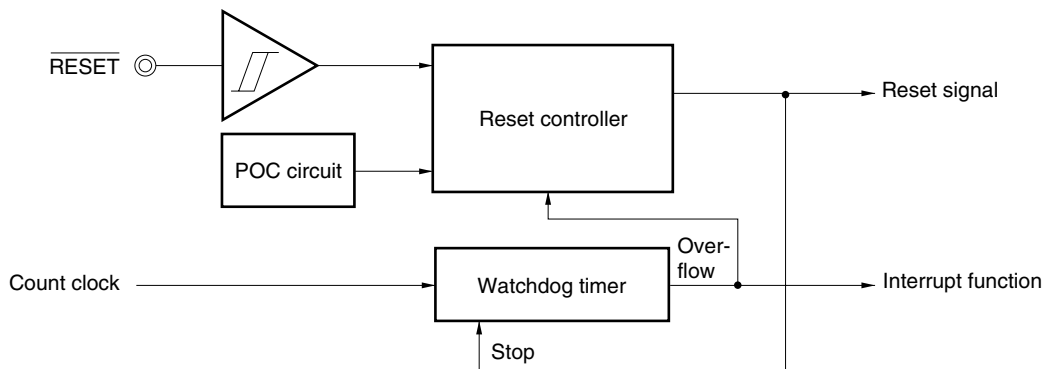 RESET
Reset controller
Reset signal
POC circuit
Over-
flow
Count clock
Watchdog timer
Interrupt function
Stop